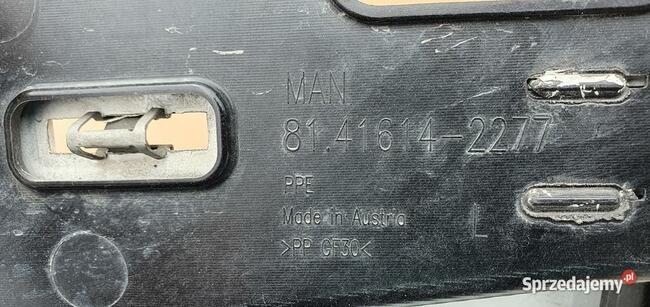 MAN
81.41614-2277
PPE
Made in Austria
L
>PP GF30<
Sprzedajemy.pl